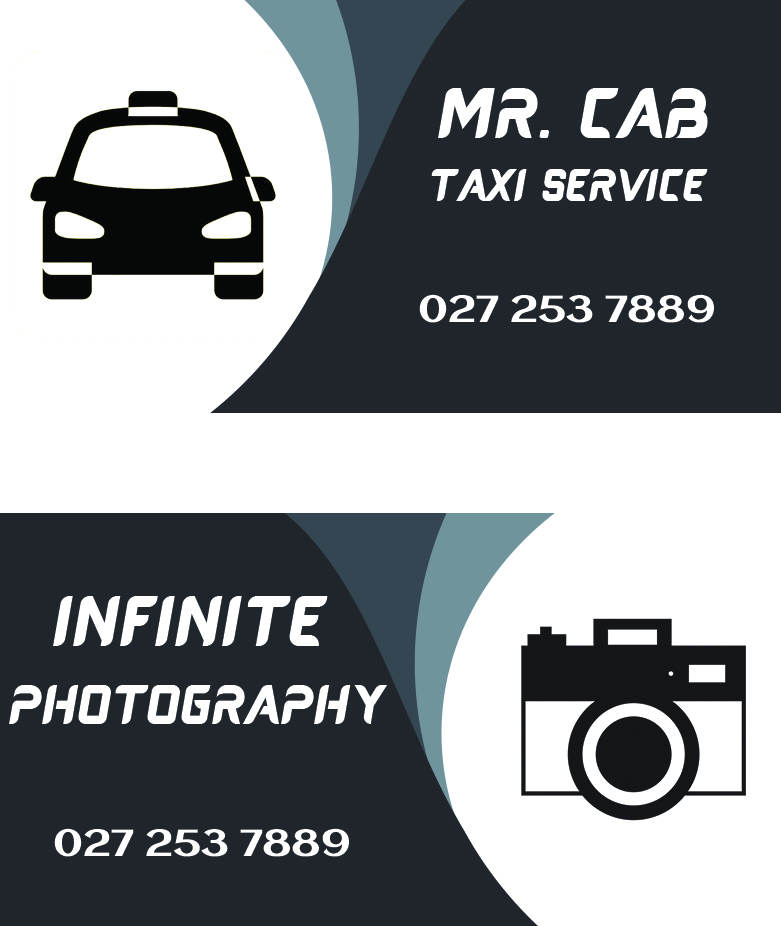 MR. CAB
TAXI SERVICE
027 253 7889
INFINITE
PHOTOGRAPHY
027 253 7889